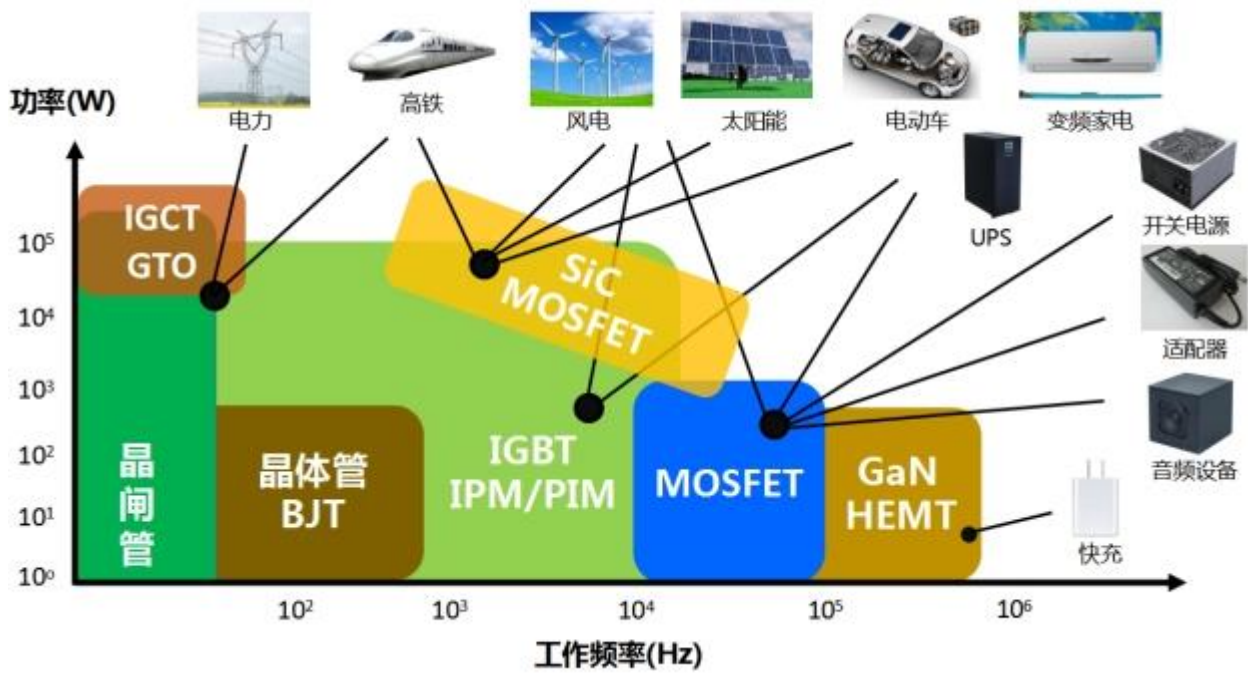 功率(W)
电力
高铁
风电
太阳能
电动车
变频家电
UPS
开关电源
适配器
音频设备
快充
10⁵
10⁴
10³
10²
10¹
10⁰
IGCT
GTO
SiC
MOSFET
晶
闸
管
晶体管
BJT
IGBT
IPM/PIM
MOSFET
GaN
HEMT
10²
10³
10⁴
10⁵
10⁶
工作频率(Hz)